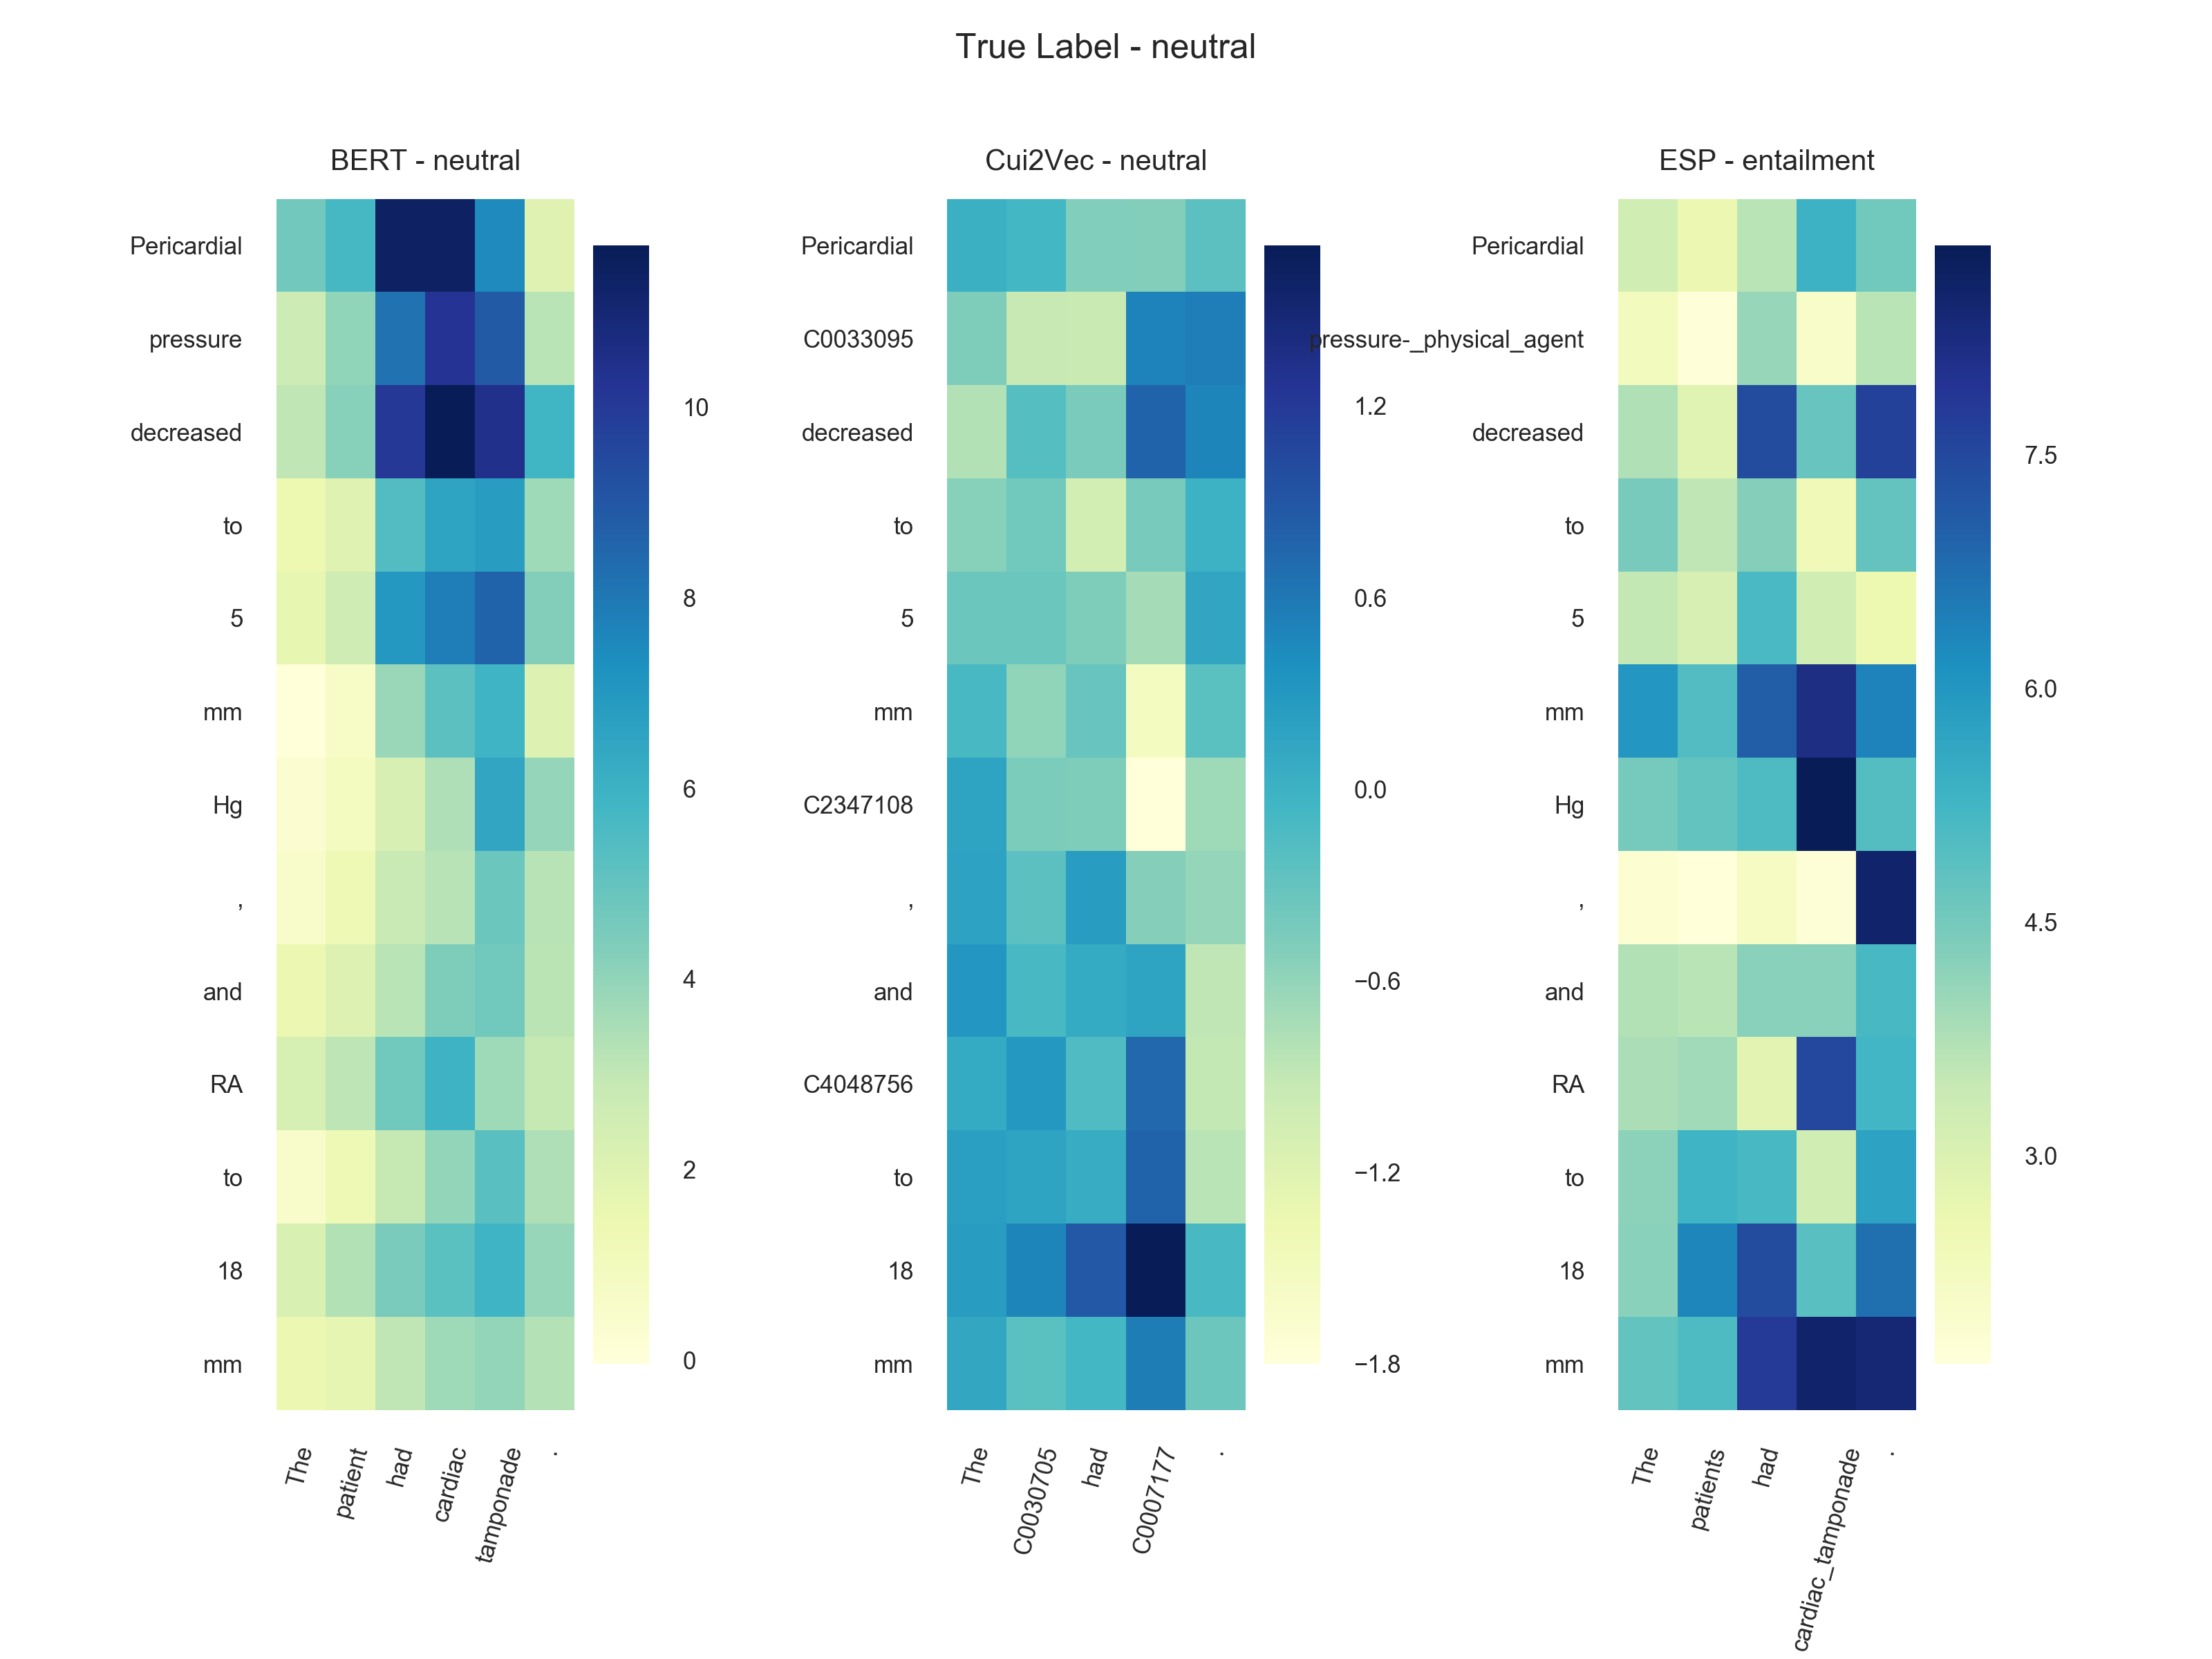 True Label - neutral
BERT - neutral
Pericardial
pressure
decreased
to
5
mm
Hg
,
and
RA
to
18
mm
The
patient
had
cardiac
tamponade
.
10
8
6
4
2
0
Cui2Vec - neutral
Pericardial
C0033095
decreased
to
5
mm
C2347108
,
and
C4048756
to
18
mm
The
C0030705
had
C0007177
.
1.2
0.6
0.0
−0.6
−1.2
−1.8
ESP - entailment
Pericardial
pressure-_physical_agent
decreased
to
5
mm
Hg
,
and
RA
to
18
mm
The
patients
had
cardiac_tamponade
.
7.5
6.0
4.5
3.0